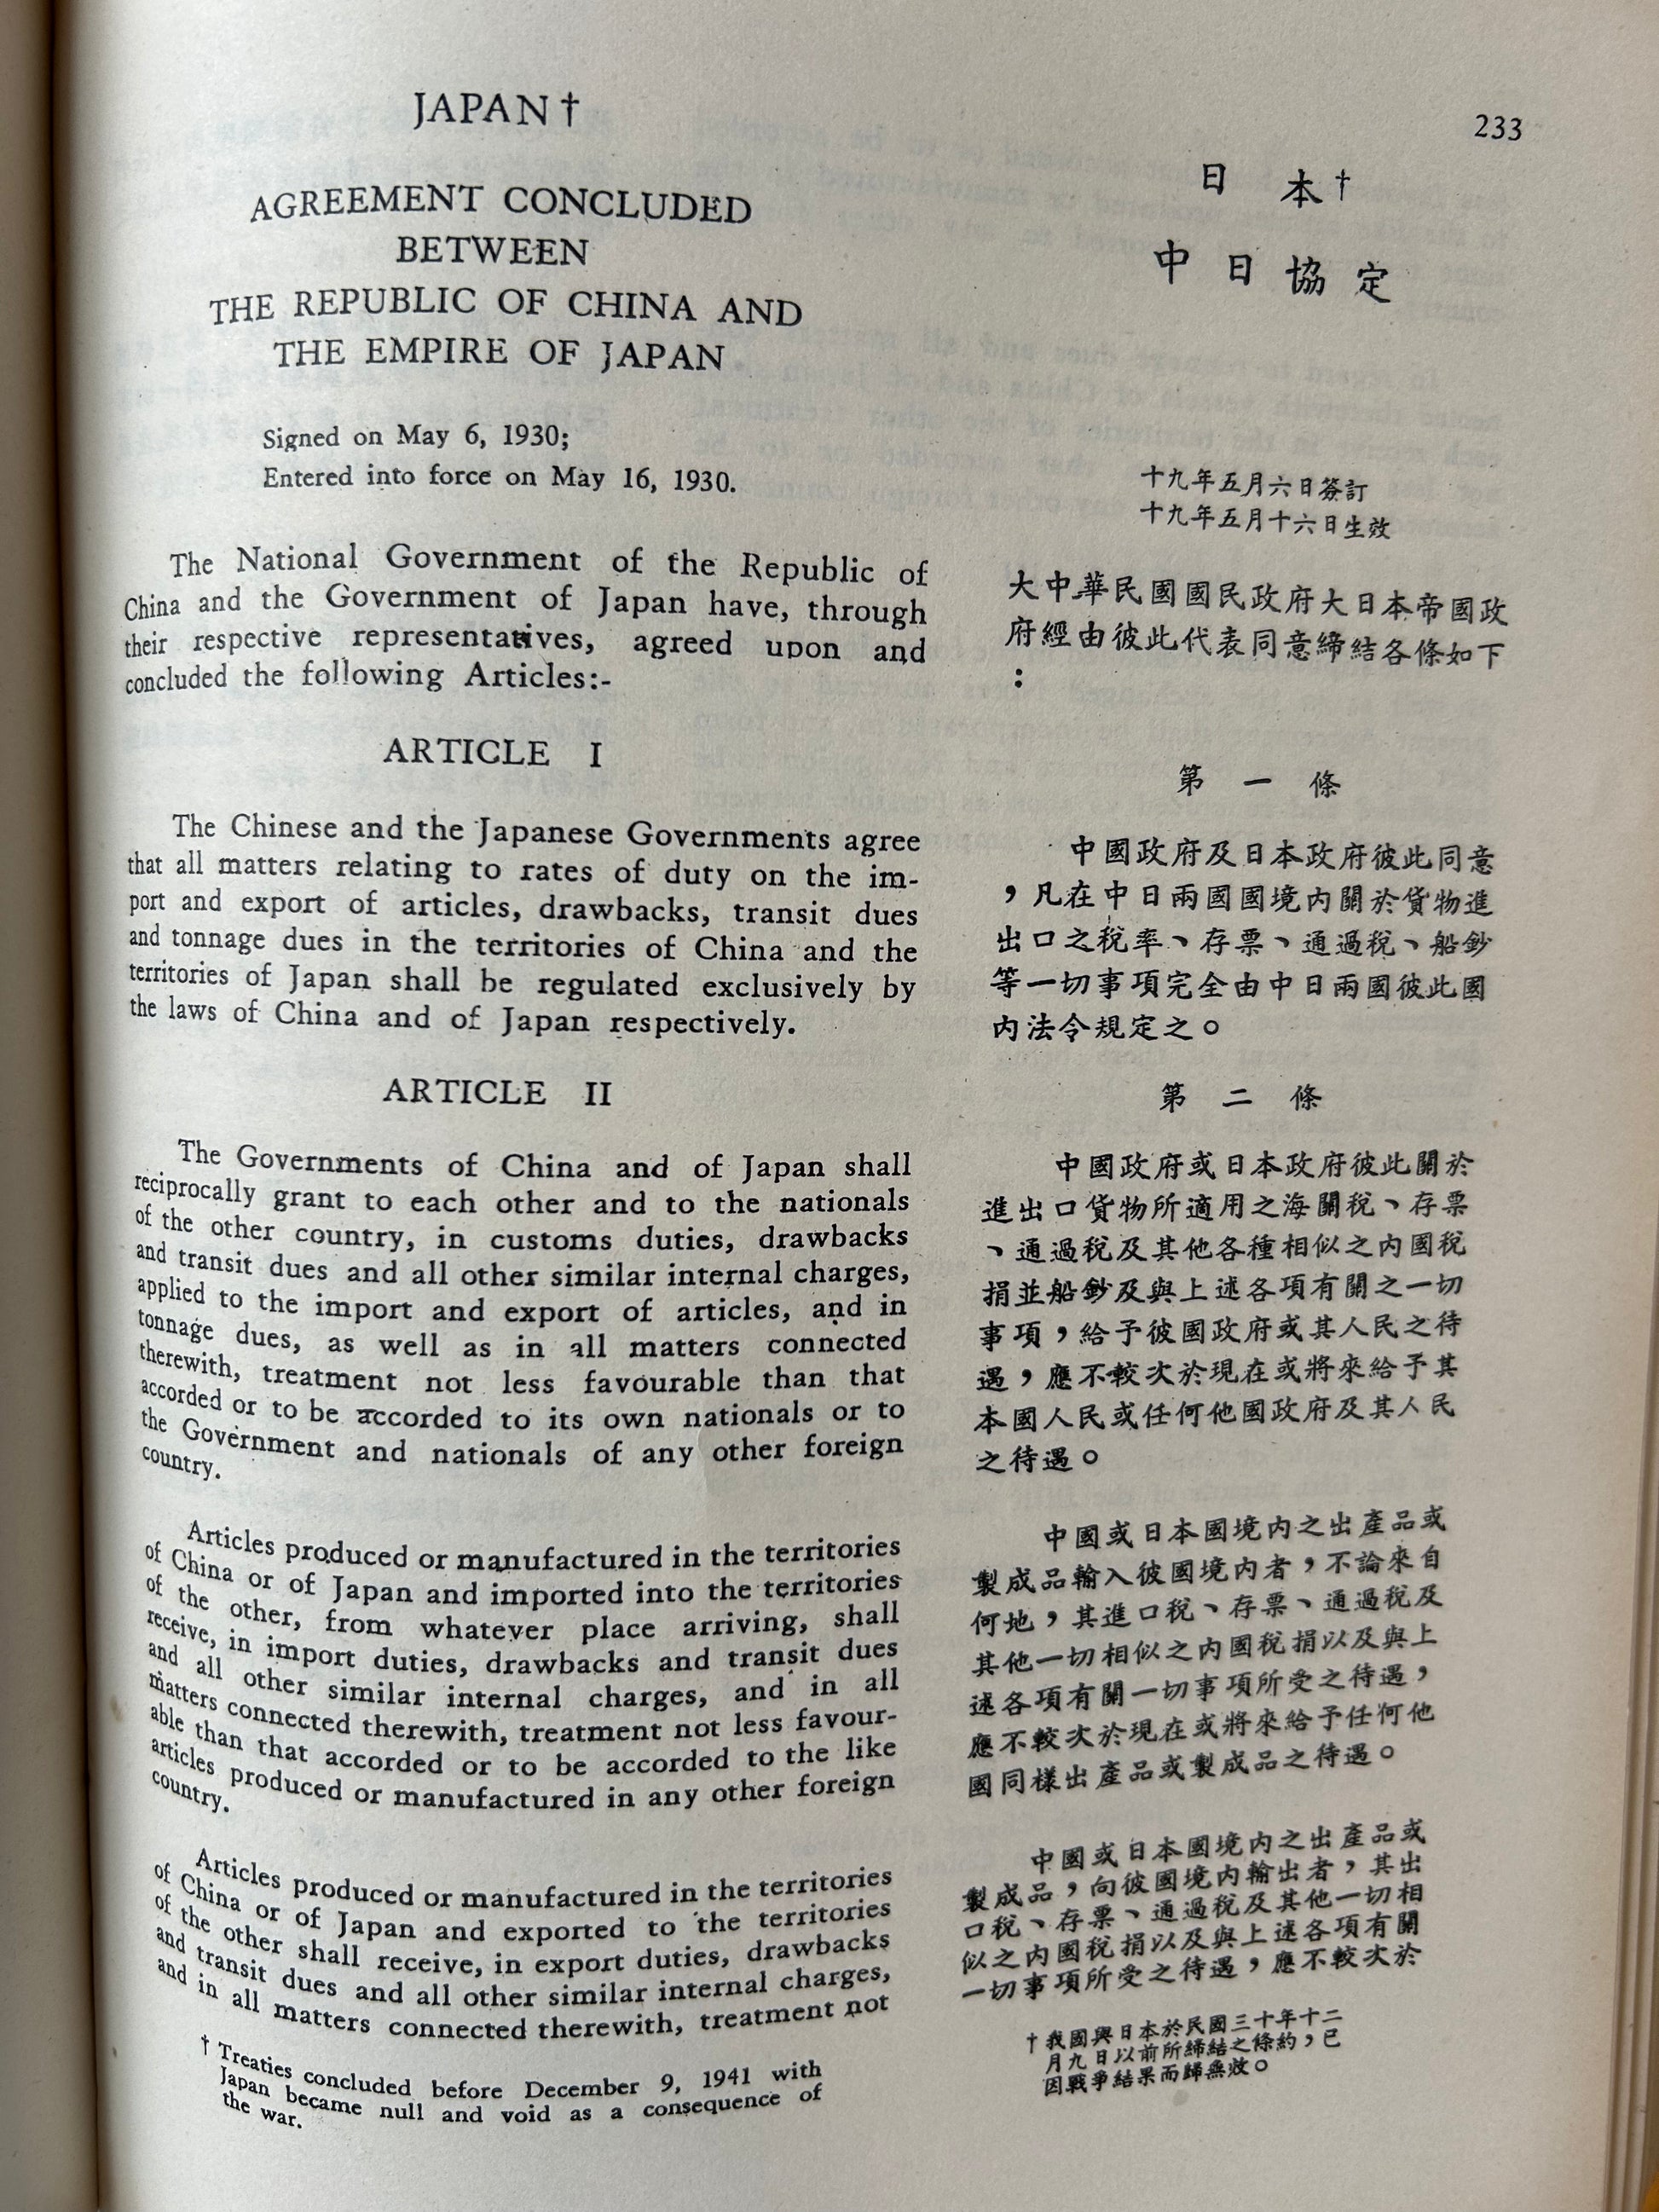 JAPAN†
AGREEMENT CONCLUDED
BETWEEN
THE REPUBLIC OF CHINA AND
THE EMPIRE OF JAPAN
Signed on May 6, 1930;
Entered into force on May 16, 1930.
The National Government of the Republic of
China and the Government of Japan have, through
their respective representatives, agreed upon and
concluded the following Articles:-
ARTICLE I
The Chinese and the Japanese Governments agree
that all matters relating to rates of duty on the im-
port and export of articles, drawbacks, transit dues
and tonnage dues in the territories of China and the
territories of Japan shall be regulated exclusively by
the laws of China and of Japan respectively.
ARTICLE II
The Governments of China and of Japan shall
reciprocally grant to each other and to the nationals
of the other country, in customs duties, drawbacks
and transit dues and all other similar internal charges,
applied to the import and export of articles, and in
tonnage dues, as well as in all matters connected
therewith, treatment not less favourable than that
accorded or to be accorded to its own nationals or to
the Government and nationals of any other foreign
country.
Articles produced or manufactured in the territories
of China or of Japan and imported into the territories
of the other, from whatever place arriving, shall
receive, in import duties, drawbacks and transit dues
and all other similar internal charges, and in all
matters connected therewith, treatment not less favour-
able than that accorded or to be accorded to the like
articles produced or manufactured in any other foreign
country.
Articles produced or manufactured in the territories
of China or of Japan and exported to the territories
of the other shall receive, in export duties, drawbacks
and transit dues and all other similar internal charges,
and in all matters connected therewith, treatment not
† Treaties concluded before December 9, 1941 with
Japan became null and void as a consequence of
the war.
233
日 本†
中 日 協 定
十九年五月六日簽訂
十九年五月十六日生效
大中華民國國民政府大日本帝國政
府經由彼此代表同意締結各條如下
：
第 一 條
中國政府及日本政府彼此同意
，凡在中日兩國國境內關於貨物進
出口之稅率、存票、通過稅、船鈔
等一切事項完全由中日兩國彼此國
內法令規定之。
第 二 條
中國政府或日本政府彼此關於
進出口貨物所適用之海關稅、存票
、通過稅及其他各種相似之內國稅
捐並船鈔及與上述各項有關之一切
事項，給予彼國政府或其人民之待
遇，應不較次於現在或將來給予其
本國人民或任何他國政府及其人民
之待遇。
中國或日本國境內之出產品或
製成品輸入彼國境內者，不論來自
何地，其進口稅、存票、通過稅及
其他一切相似之內國稅捐以及與上
述各項有關一切事項所受之待遇，
應不較次於現在或將來給予任何他
國同樣出產品或製成品之待遇。
中國或日本國境內之出產品或
製成品，向彼國境內輸出者，其出
口稅、存票、通過稅及其他一切相
似之內國稅捐以及與上述各項有關
一切事項所受之待遇，應不較次於
†我國與日本於民國三十年十二
月九日以前所締結之條約，已
因戰爭結果而歸無效。